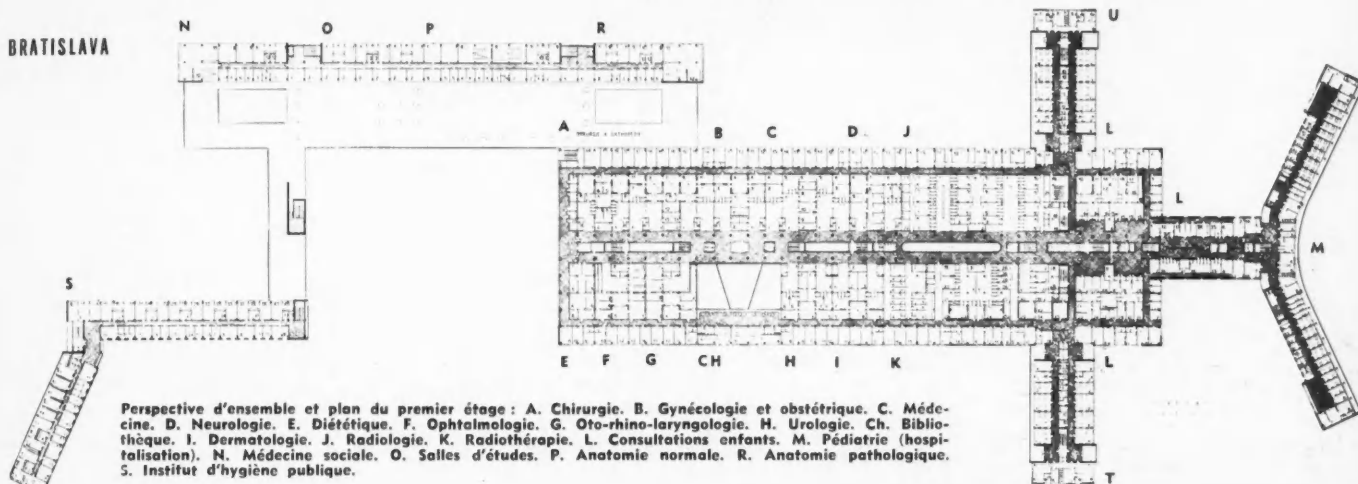 BRATISLAVA
N O P R U
A B C D J L
L
M
S
E F G CH H I K L
T
Perspective d'ensemble et plan du premier étage : A. Chirurgie. B. Gynécologie et obstétrique. C. Méde-
cine. D. Neurologie. E. Diététique. F. Ophtalmologie. G. Oto-rhino-laryngologie. H. Urologie. Ch. Biblio-
thèque. I. Dermatologie. J. Radiologie. K. Radiothérapie. L. Consultations enfants. M. Pédiatrie (hospi-
talisation). N. Médecine sociale. O. Salles d'études. P. Anatomie normale. R. Anatomie pathologique.
S. Institut d'hygiène publique.